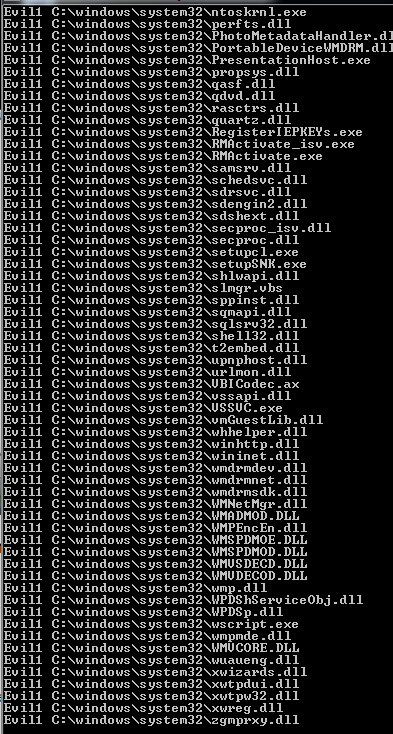 Evil1 C:\windows\system32\ntoskrnl.exe
Evil1 C:\windows\system32\perfts.dll
Evil1 C:\windows\system32\PhotoMetadataHandler.dl
Evil1 C:\windows\system32\PortableDeviceWMDRM.dll
Evil1 C:\windows\system32\PresentationHost.exe
Evil1 C:\windows\system32\propsys.dll
Evil1 C:\windows\system32\qasf.dll
Evil1 C:\windows\system32\qdvd.dll
Evil1 C:\windows\system32\rasctrs.dll
Evil1 C:\windows\system32\quartz.dll
Evil1 C:\windows\system32\RegisterIEPKEYs.exe
Evil1 C:\windows\system32\RMActivate_isv.exe
Evil1 C:\windows\system32\RMActivate.exe
Evil1 C:\windows\system32\samsrv.dll
Evil1 C:\windows\system32\schedsvc.dll
Evil1 C:\windows\system32\sdrsvc.dll
Evil1 C:\windows\system32\sdengin2.dll
Evil1 C:\windows\system32\sdshext.dll
Evil1 C:\windows\system32\secproc_isv.dll
Evil1 C:\windows\system32\secproc.dll
Evil1 C:\windows\system32\setupcl.exe
Evil1 C:\windows\system32\setupSNK.exe
Evil1 C:\windows\system32\shlwapi.dll
Evil1 C:\windows\system32\slmgr.vbs
Evil1 C:\windows\system32\sppinst.dll
Evil1 C:\windows\system32\sqmapi.dll
Evil1 C:\windows\system32\sqlsrv32.dll
Evil1 C:\windows\system32\shell32.dll
Evil1 C:\windows\system32\t2embed.dll
Evil1 C:\windows\system32\upnphost.dll
Evil1 C:\windows\system32\urlmon.dll
Evil1 C:\windows\system32\VBICodec.ax
Evil1 C:\windows\system32\vssapi.dll
Evil1 C:\windows\system32\VSSVC.exe
Evil1 C:\windows\system32\vmGuestLib.dll
Evil1 C:\windows\system32\whhelper.dll
Evil1 C:\windows\system32\winhttp.dll
Evil1 C:\windows\system32\wininet.dll
Evil1 C:\windows\system32\wmdrmdev.dll
Evil1 C:\windows\system32\wmdrmnet.dll
Evil1 C:\windows\system32\wmdrmsdk.dll
Evil1 C:\windows\system32\WMNetMgr.dll
Evil1 C:\windows\system32\WMADMOD.DLL
Evil1 C:\windows\system32\WMPEncEn.dll
Evil1 C:\windows\system32\WMSPDMOE.DLL
Evil1 C:\windows\system32\WMSPDMOD.DLL
Evil1 C:\windows\system32\WMVSDECD.DLL
Evil1 C:\windows\system32\WMVDECOD.DLL
Evil1 C:\windows\system32\wmp.dll
Evil1 C:\windows\system32\WPDShServiceObj.dll
Evil1 C:\windows\system32\WPDSp.dll
Evil1 C:\windows\system32\wscript.exe
Evil1 C:\windows\system32\wmpmde.dll
Evil1 C:\windows\system32\WMVCORE.DLL
Evil1 C:\windows\system32\wuaueng.dll
Evil1 C:\windows\system32\xwizards.dll
Evil1 C:\windows\system32\xwtpdui.dll
Evil1 C:\windows\system32\xwtpw32.dll
Evil1 C:\windows\system32\xwreg.dll
Evil1 C:\windows\system32\zgmprxy.dll